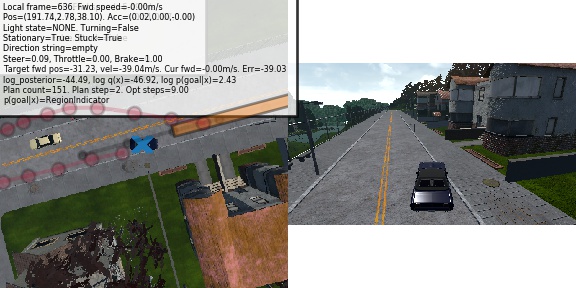 Local frame=636. Fwd speed=-0.00m/s
Pos=(191.74,2.78,38.10). Acc=(0.02,0.00,-0.00)
Light state=NONE. Turning=False
Stationary=True. Stuck=True
Direction string=empty
Steer=0.09, Throttle=0.00, Brake=1.00
Target fwd pos=-31.23, vel=-39.04m/s. Cur fwd=-0.00m/s. Err=-39.03
log_posterior=-44.49, log q(x)=-46.92, log p(goal|x)=2.43
Plan count=151. Plan step=2. Opt steps=9.00
p(goal|x)=RegionIndicator